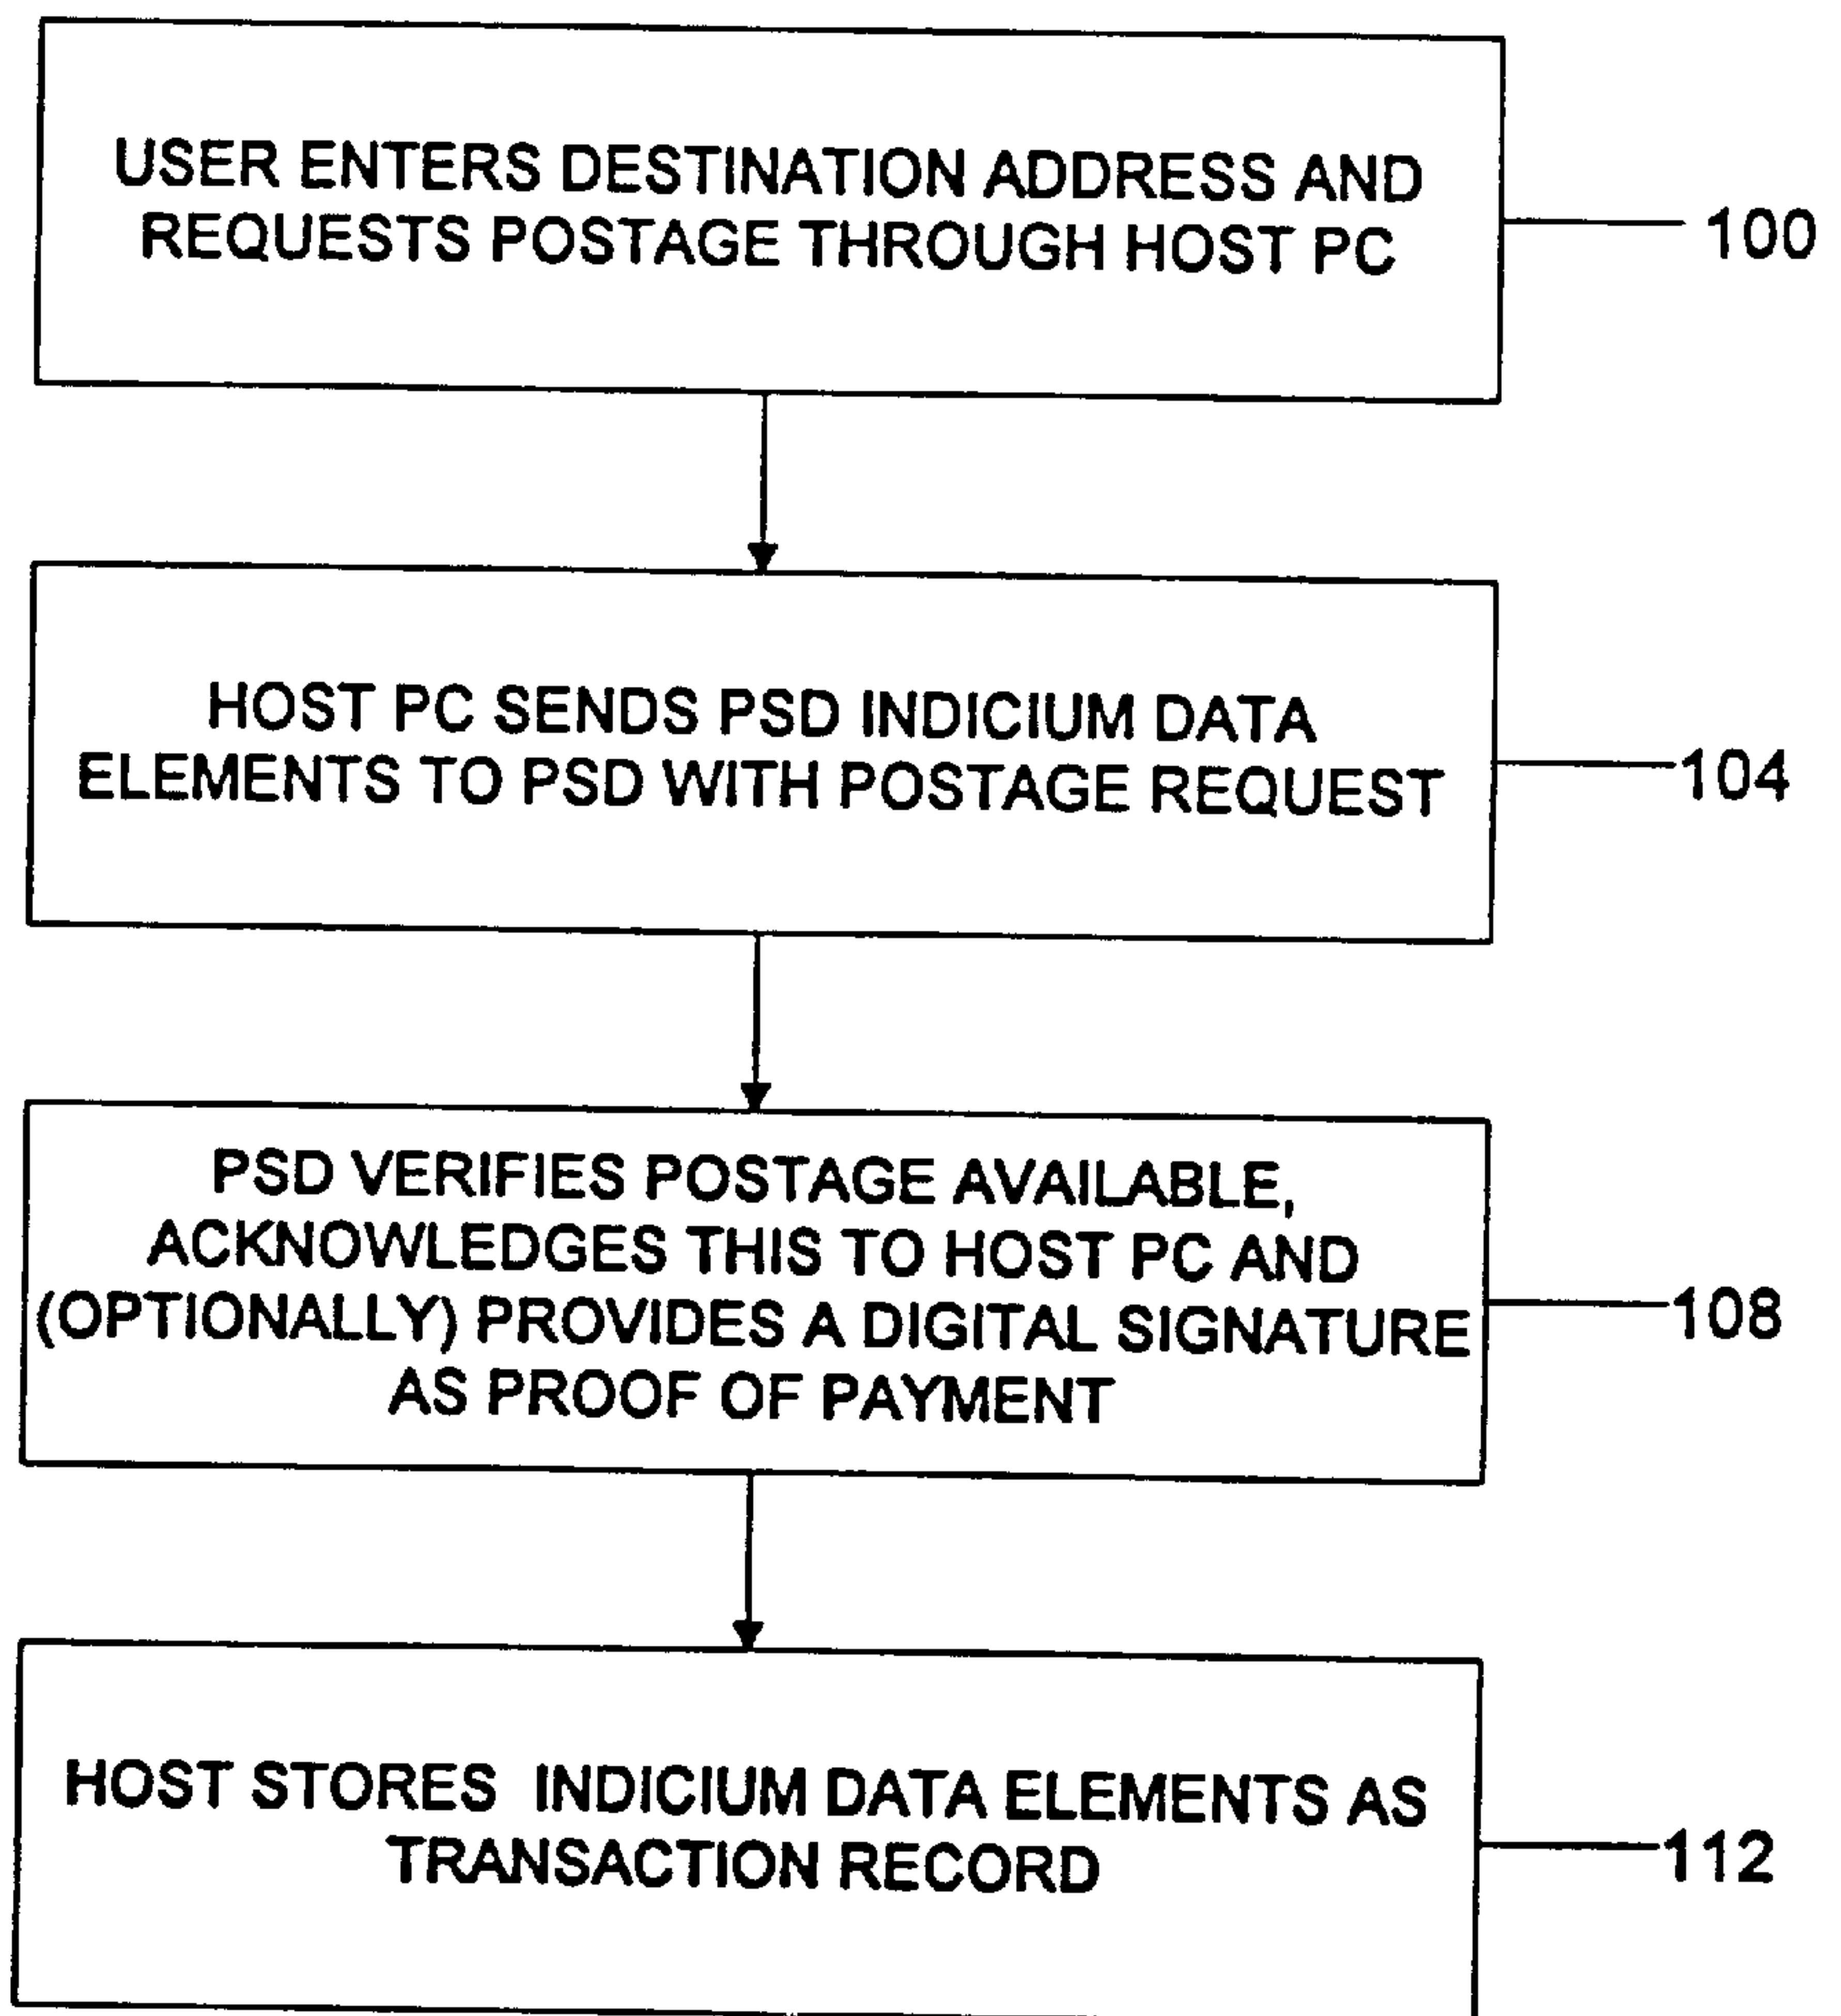 USER ENTERS DESTINATION ADDRESS AND
REQUESTS POSTAGE THROUGH HOST PC
100
HOST PC SENDS PSD INDICIUM DATA
ELEMENTS TO PSD WITH POSTAGE REQUEST
104
PSD VERIFIES POSTAGE AVAILABLE,
ACKNOWLEDGES THIS TO HOST PC AND
(OPTIONALLY) PROVIDES A DIGITAL SIGNATURE
AS PROOF OF PAYMENT
108
HOST STORES INDICIUM DATA ELEMENTS AS
TRANSACTION RECORD
112